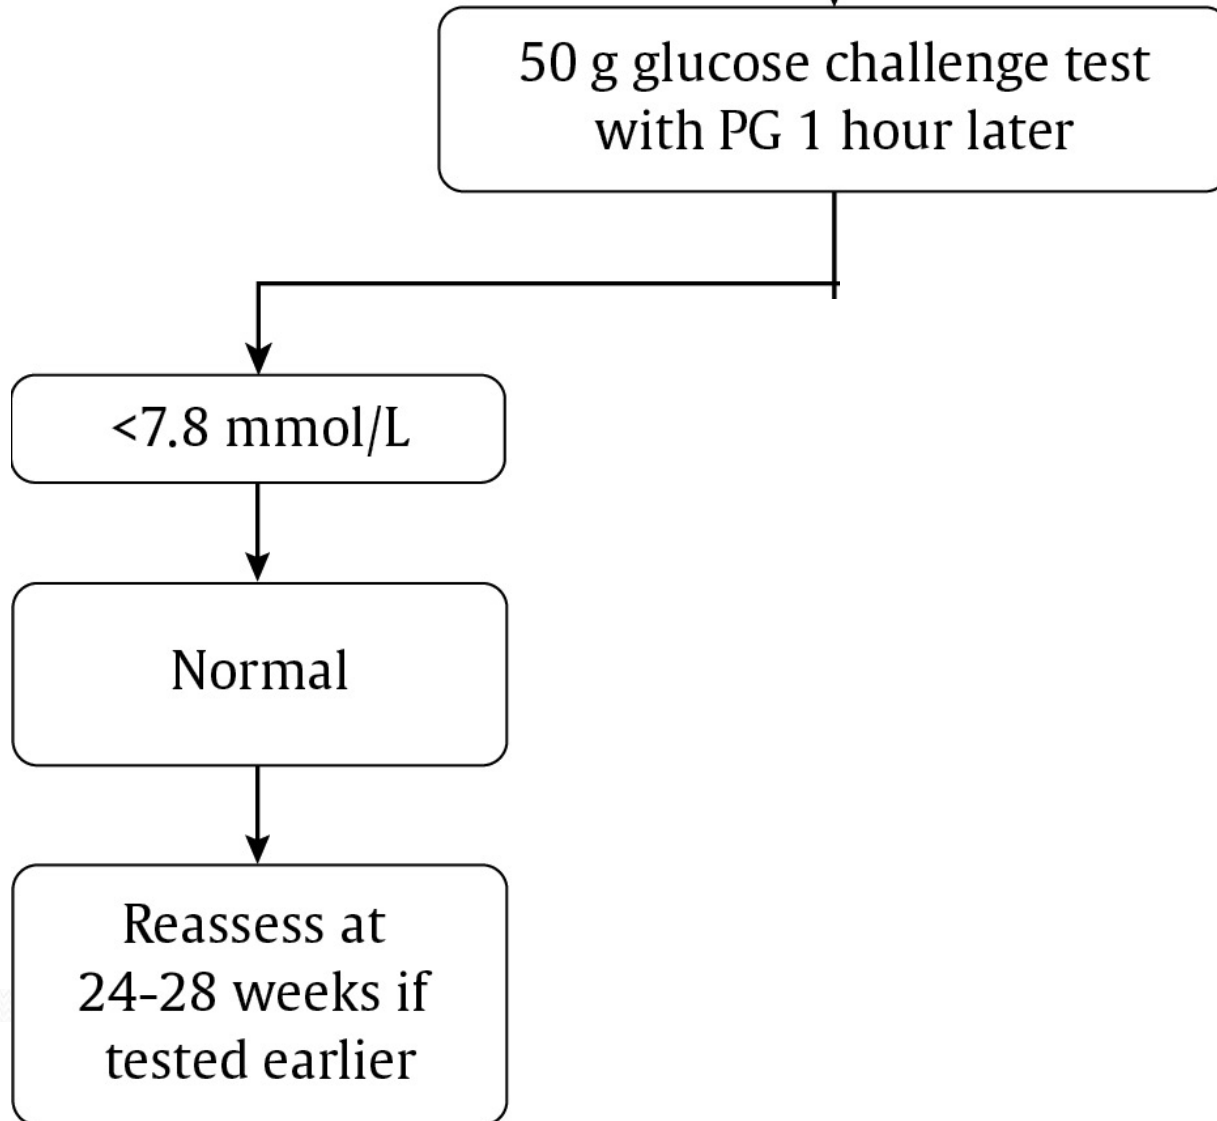 50 g glucose challenge test
with PG 1 hour later
<7.8 mmol/L
Normal
Reassess at
24-28 weeks if
tested earlier